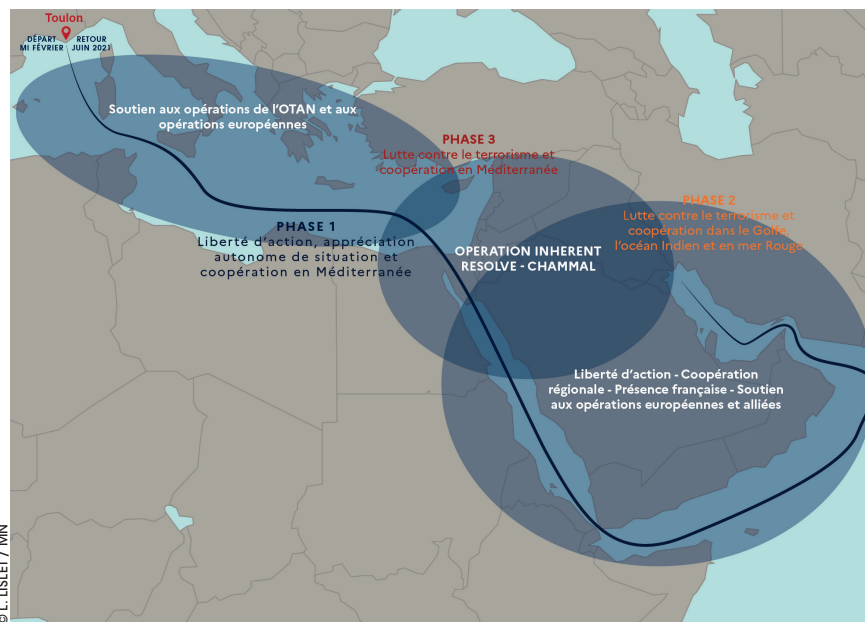 Toulon
DÉPART
MI FÉVRIER
RETOUR
JUIN 2021
Soutien aux opérations de l'OTAN et aux
opérations européennes
PHASE 3
Lutte contre le terrorisme et
coopération en Méditerranée
PHASE 1
Liberté d'action, appréciation
autonome de situation et
coopération en Méditerranée
PHASE 2
Lutte contre le terrorisme et
coopération dans le Golfe,
l'océan Indien et en mer Rouge
OPERATION INHERENT
RESOLVE - CHAMMAL
Liberté d'action - Coopération
régionale - Présence française - Soutien
aux opérations européennes et alliées
© L. LISLET / MN